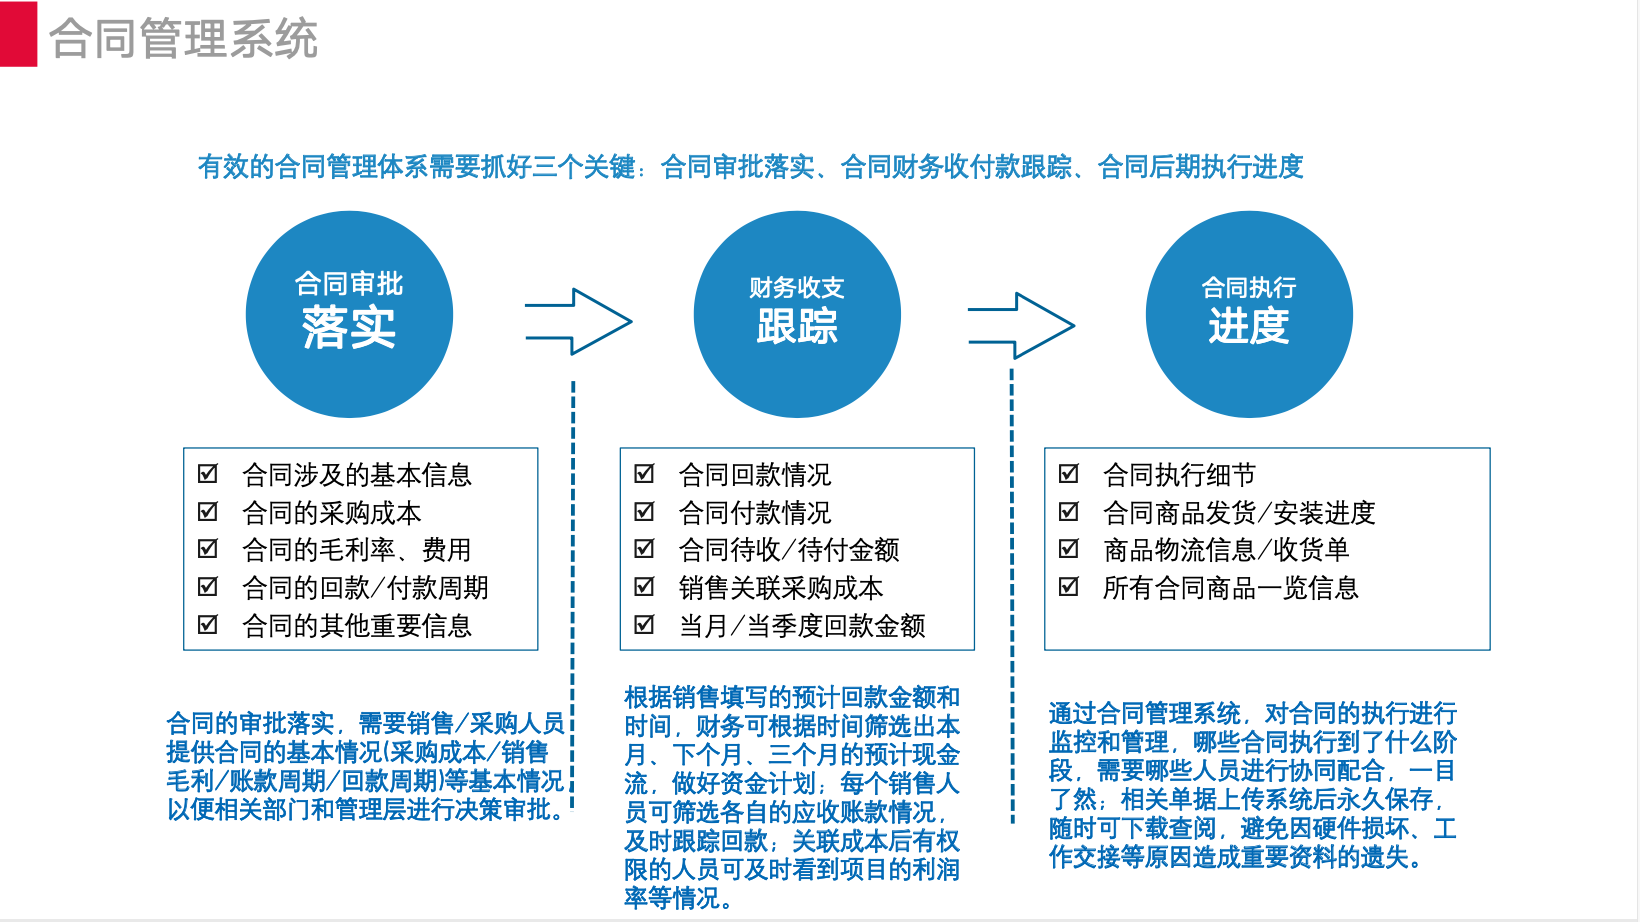 合同管理系统
有效的合同管理体系需要抓好三个关键：合同审批落实、合同财务收付款跟踪、合同后期执行进度
合同审批
落实
财务收支
跟踪
合同执行
进度
合同涉及的基本信息
合同的采购成本
合同的毛利率、费用
合同的回款/付款周期
合同的其他重要信息
合同回款情况
合同付款情况
合同待收/待付金额
销售关联采购成本
当月/当季度回款金额
合同执行细节
合同商品发货/安装进度
商品物流信息/收货单
所有合同商品一览信息
合同的审批落实，需要销售/采购人员
提供合同的基本情况(采购成本/销售
毛利/账款周期/回款周期)等基本情况，
以便相关部门和管理层进行决策审批。
根据销售填写的预计回款金额和
时间，财务可根据时间筛选出本
月、下个月、三个月的预计现金
流，做好资金计划；每个销售人
员可筛选各自的应收账款情况，
及时跟踪回款；关联成本后有权
限的人员可及时看到项目的利润
率等情况。
通过合同管理系统，对合同的执行进行
监控和管理，哪些合同执行到了什么阶
段，需要哪些人员进行协同配合，一目
了然；相关单据上传系统后永久保存，
随时可下载查阅，避免因硬件损坏、工
作交接等原因造成重要资料的遗失。